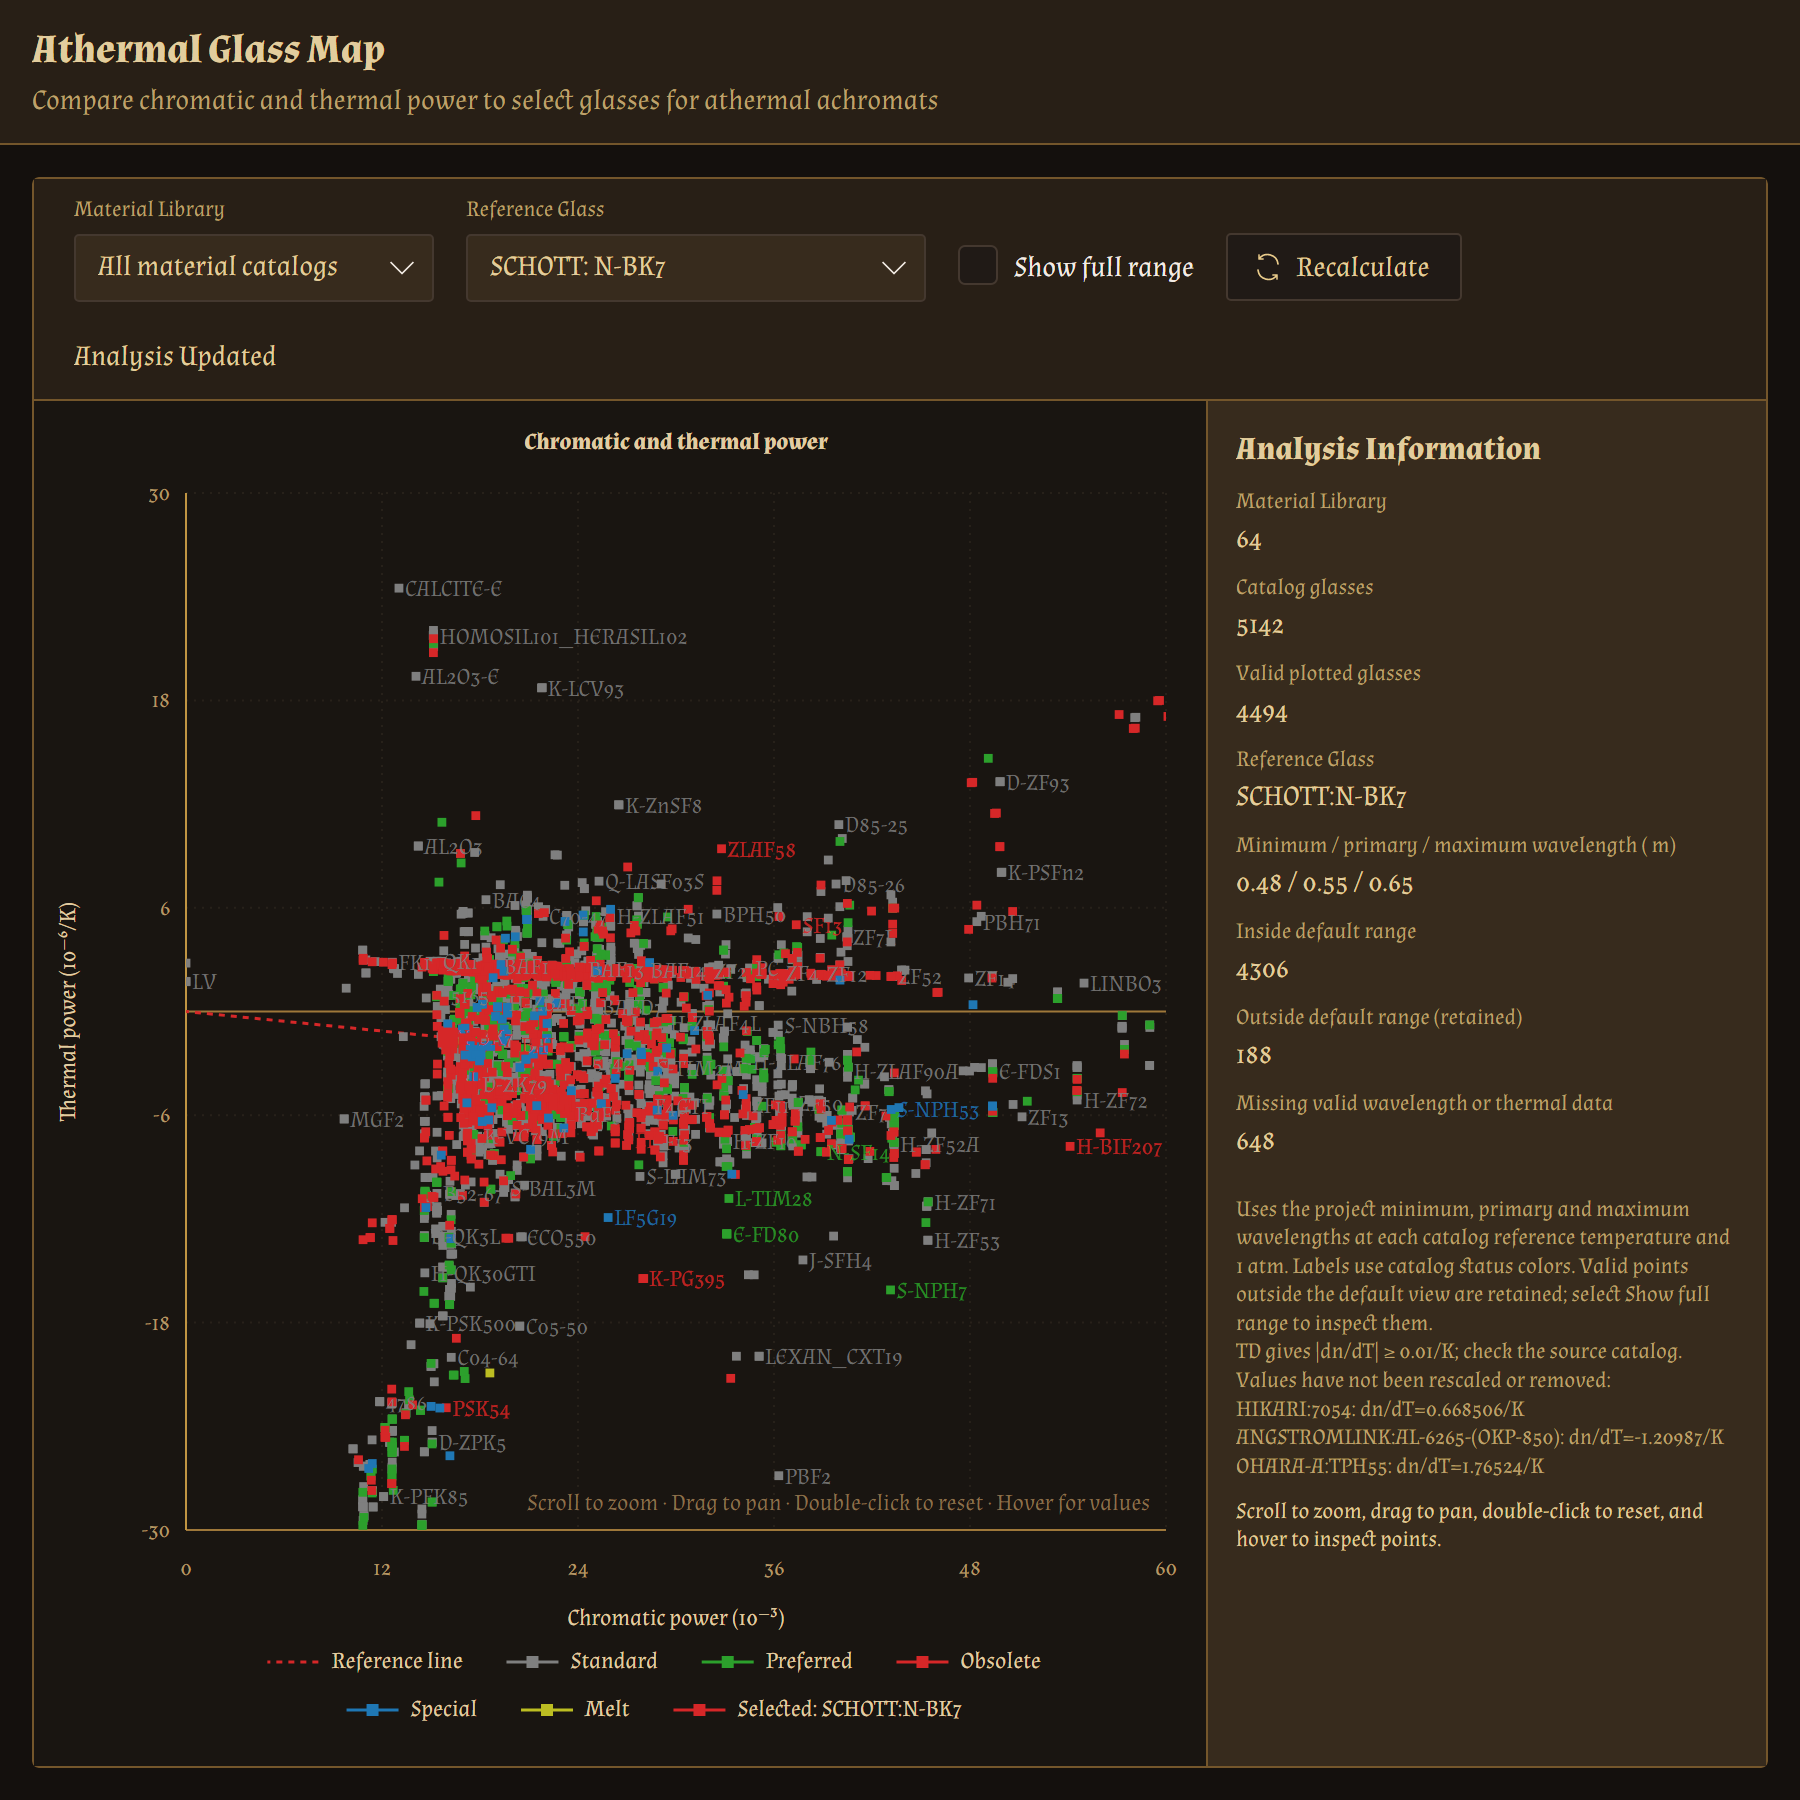 Athermal Glass Map
Compare chromatic and thermal power to select glasses for athermal achromats
Material Library
Reference Glass
All material catalogs
SCHOTT: N-BK7
Show full range
Recalculate
Analysis Updated
Chromatic and thermal power
30
18
6
-6
-18
-30
Thermal power (10⁻⁶/K)
CALCITE-E
HOMOSIL101_HERASIL102
AL2O3-E
K-LCV93
D-ZF93
K-ZnSF8
D85-25
AL2O3
ZLAF58
K-PSFn2
Q-LASF03S
D85-26
BPH50
PBH71
LV
ZF52
LINBO3
S-NBH58
H-ZLAF90A
E-FDS1
H-ZF72
MGF2
S-NPH53
ZF13
H-ZF52A
H-BIF207
S-LHM73
BAL3M
L-TIM28
H-ZF71
LF5G19
QK3L
ECO550
E-FD80
H-ZF53
J-SFH4
QK30GTI
K-PG395
S-NPH7
K-PSK500
C05-50
C04-64
LEXAN_CXT19
PSK54
D-ZPK5
PBF2
K-PFK85
Scroll to zoom · Drag to pan · Double-click to reset · Hover for values
0
12
24
36
48
60
Chromatic power (10⁻³)
Reference line
Standard
Preferred
Obsolete
Special
Melt
Selected: SCHOTT:N-BK7
Analysis Information
Material Library
64
Catalog glasses
5142
Valid plotted glasses
4494
Reference Glass
SCHOTT:N-BK7
Minimum / primary / maximum wavelength ( m)
0.48 / 0.55 / 0.65
Inside default range
4306
Outside default range (retained)
188
Missing valid wavelength or thermal data
648
Uses the project minimum, primary and maximum
wavelengths at each catalog reference temperature and
1 atm. Labels use catalog status colors. Valid points
outside the default view are retained; select Show full
range to inspect them.
TD gives |dn/dT| ≥ 0.01/K; check the source catalog.
Values have not been rescaled or removed:
HIKARI:7054: dn/dT=0.668506/K
ANGSTROMLINK:AL-6265-(OKP-850): dn/dT=-1.20987/K
OHARA-A:TPH55: dn/dT=1.76524/K
Scroll to zoom, drag to pan, double-click to reset, and
hover to inspect points.